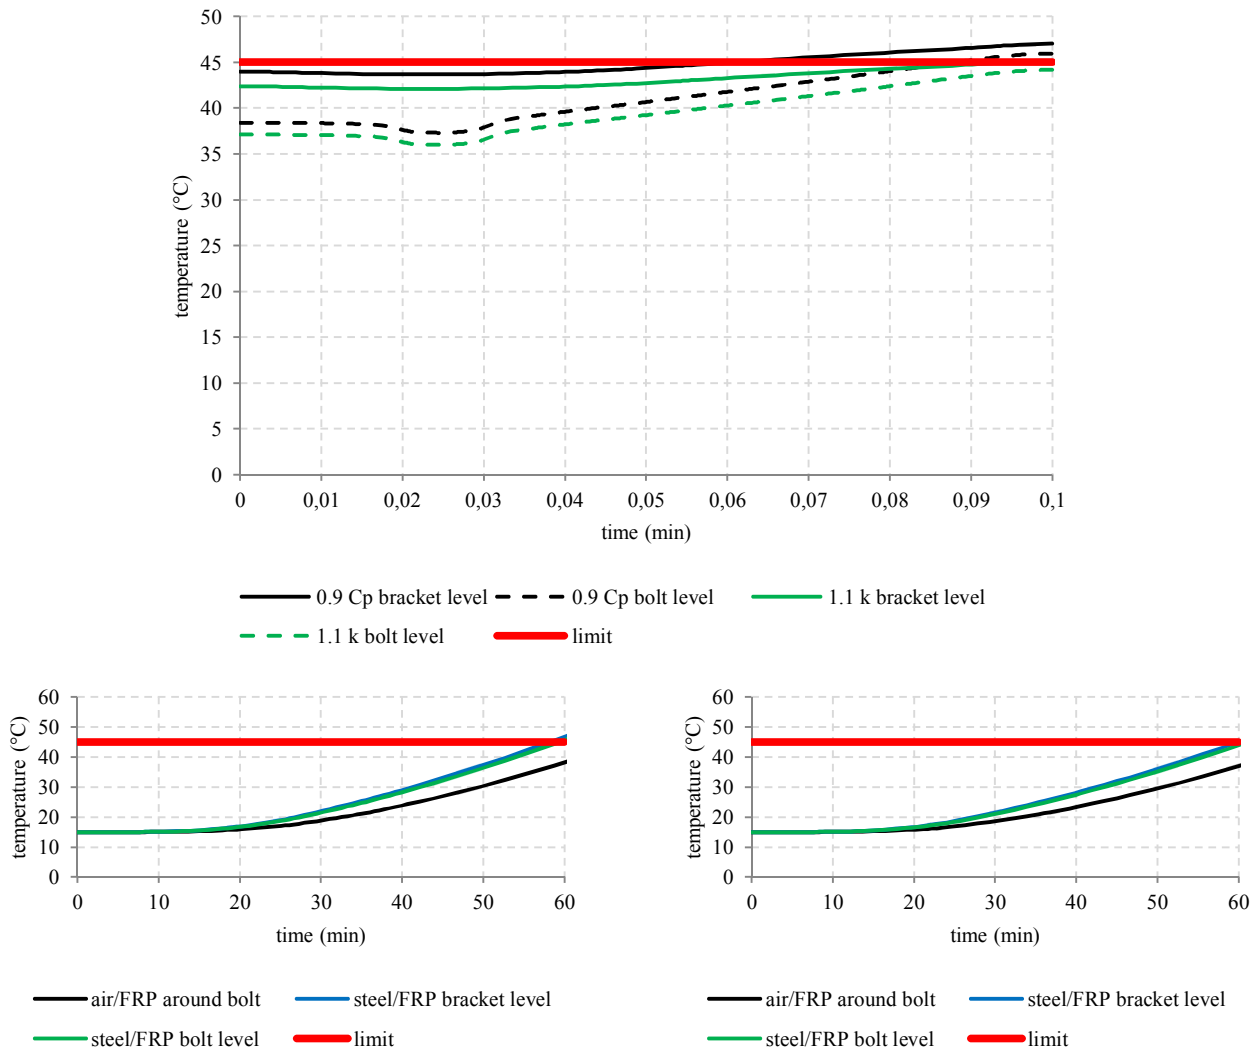 50
45
40
35
30
25
20
15
10
5
0
temperature (°C)
0 0,01 0,02 0,03 0,04 0,05 0,06 0,07 0,08 0,09 0,1
time (min)
0.9 Cp bracket level 0.9 Cp bolt level 1.1 k bracket level
1.1 k bolt level limit
60
50
40
30
20
10
0
temperature (°C)
0 10 20 30 40 50 60
time (min)
air/FRP around bolt steel/FRP bracket level
steel/FRP bolt level limit
60
50
40
30
20
10
0
temperature (°C)
0 10 20 30 40 50 60
time (min)
air/FRP around bolt steel/FRP bracket level
steel/FRP bolt level limit